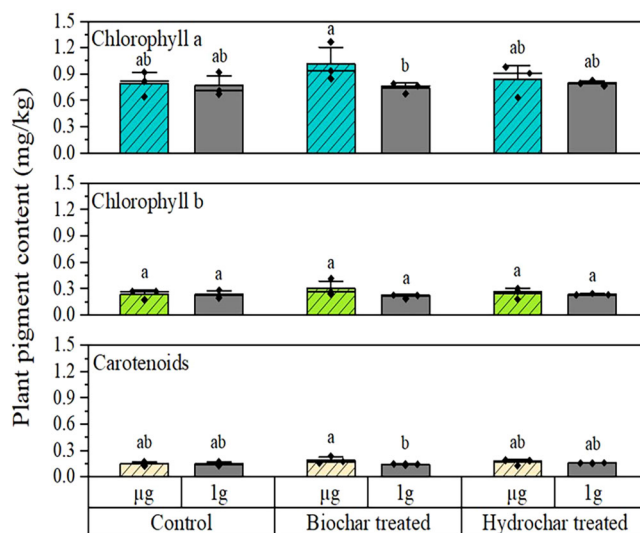 Plant pigment content (mg/kg)
1.5
1.2
0.9
0.6
0.3
0.0
Chlorophyll a
ab
ab
a
b
ab
ab
1.5
1.2
0.9
0.6
0.3
0.0
Chlorophyll b
a
a
a
a
a
a
1.5
1.2
0.9
0.6
0.3
0.0
Carotenoids
ab
ab
a
b
ab
ab
µg 1g µg 1g µg 1g
Control Biochar treated Hydrochar treated